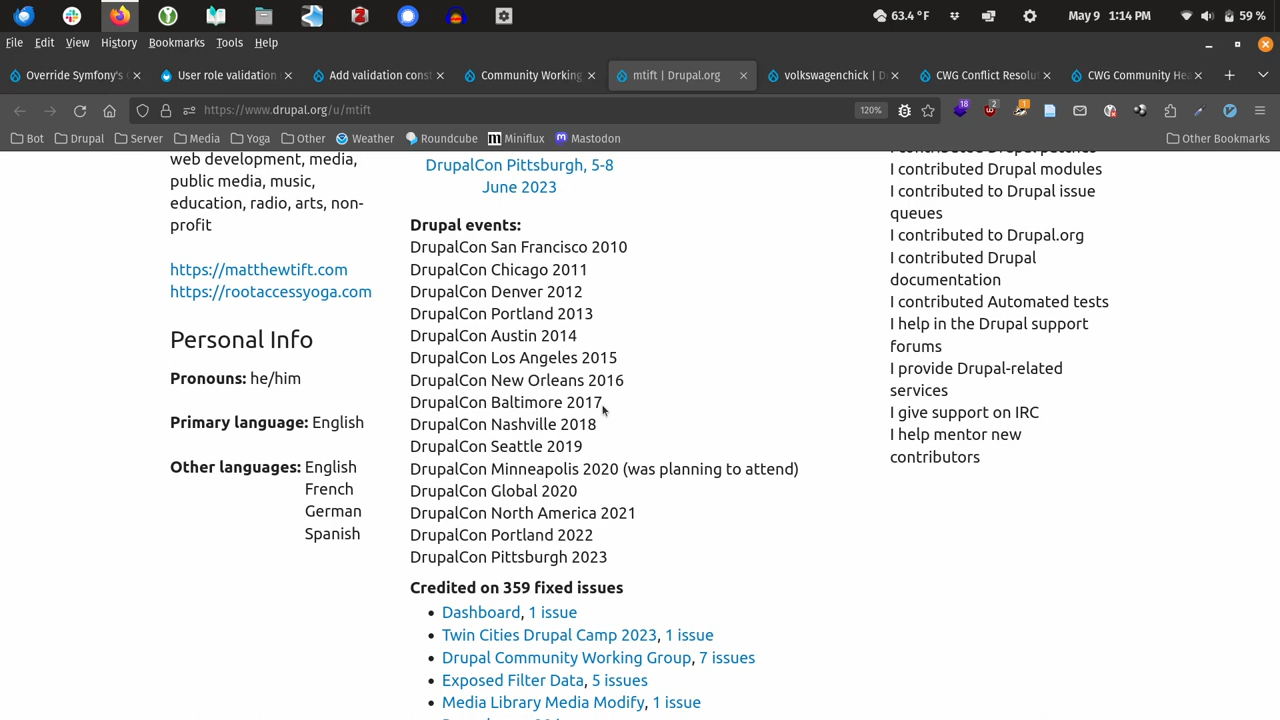 63.4 °F
May 9 1:14 PM
59 %
File Edit View History Bookmarks Tools Help
Override Symfony's
User role validation
Add validation const
Community Working
mtift | Drupal.org
volkswagenchick | D
CWG Conflict Resolu
CWG Community Hea
https://www.drupal.org/u/mtift
120%
18
2
1
Bot Drupal Server Media Yoga Other Weather Roundcube Miniflux Mastodon Other Bookmarks
web development, media,
public media, music,
education, radio, arts, non-
profit
https://matthewtift.com
https://rootaccessyoga.com
Personal Info
Pronouns: he/him
Primary language: English
Other languages: English
French
German
Spanish
DrupalCon Pittsburgh, 5-8
June 2023
Drupal events:
DrupalCon San Francisco 2010
DrupalCon Chicago 2011
DrupalCon Denver 2012
DrupalCon Portland 2013
DrupalCon Austin 2014
DrupalCon Los Angeles 2015
DrupalCon New Orleans 2016
DrupalCon Baltimore 2017
DrupalCon Nashville 2018
DrupalCon Seattle 2019
DrupalCon Minneapolis 2020 (was planning to attend)
DrupalCon Global 2020
DrupalCon North America 2021
DrupalCon Portland 2022
DrupalCon Pittsburgh 2023
Credited on 359 fixed issues
Dashboard, 1 issue
Twin Cities Drupal Camp 2023, 1 issue
Drupal Community Working Group, 7 issues
Exposed Filter Data, 5 issues
Media Library Media Modify, 1 issue
I contributed Drupal patches
I contributed Drupal modules
I contributed to Drupal issue
queues
I contributed to Drupal.org
I contributed Drupal
documentation
I contributed Automated tests
I help in the Drupal support
forums
I provide Drupal-related
services
I give support on IRC
I help mentor new
contributors